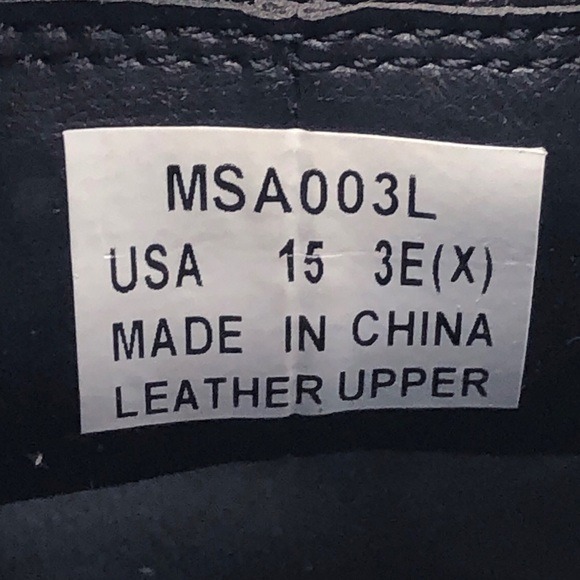 MSA003L
USA 15 3E(X)
MADE IN CHINA
LEATHER UPPER